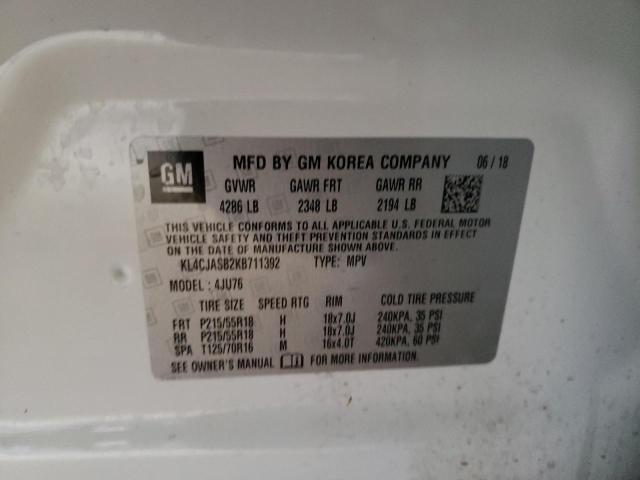 GM MFD BY GM KOREA COMPANY 06 / 18
GVWR GAWR FRT GAWR RR
4286 LB 2348 LB 2194 LB
THIS VEHICLE CONFORMS TO ALL APPLICABLE U.S. FEDERAL MOTOR
VEHICLE SAFETY AND THEFT PREVENTION STANDARDS IN EFFECT
ON THE DATE OF MANUFACTURE SHOWN ABOVE.
KL4CJASB2KB711392 TYPE: MPV
MODEL : 4JU76
TIRE SIZE SPEED RTG RIM COLD TIRE PRESSURE
FRT P215/55R18 H 18x7.0J 240KPA, 35 PSI
RR P215/55R18 H 18x7.0J 240KPA, 35 PSI
SPA T125/70R16 M 16x4.0T 420KPA, 60 PSI
SEE OWNER'S MANUAL FOR MORE INFORMATION.